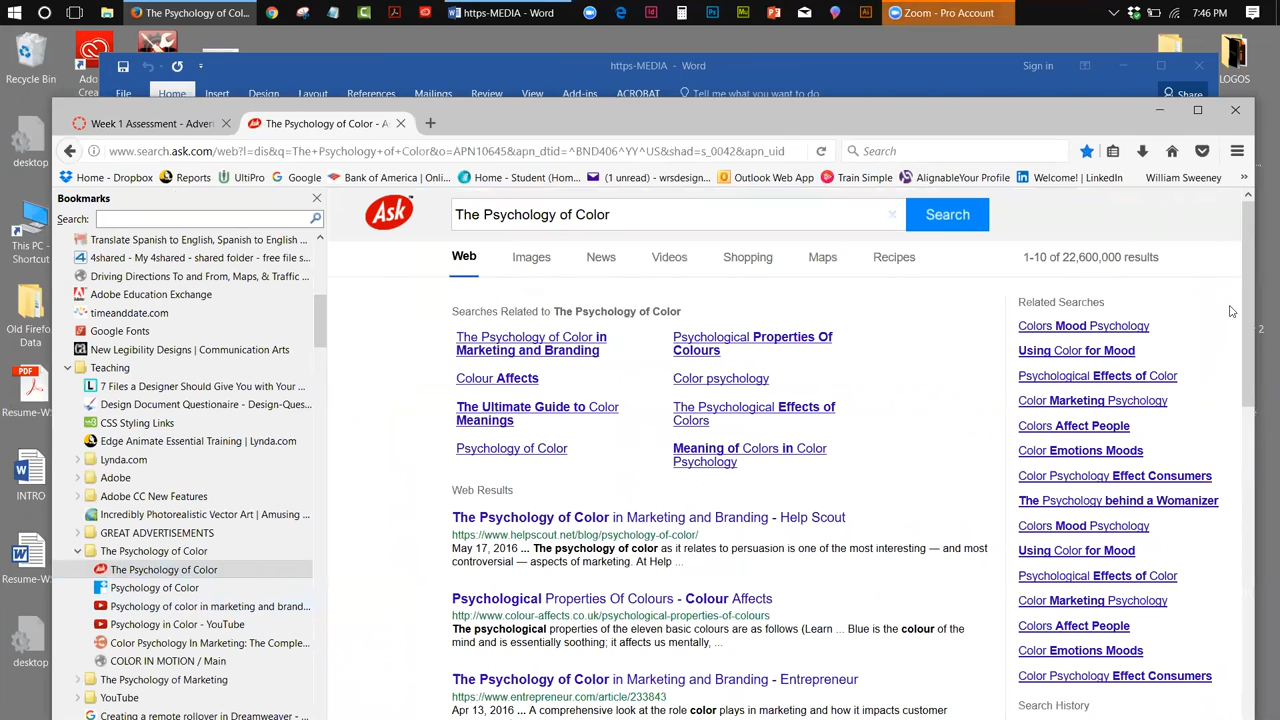 The Psychology of Col...
https-MEDIA - Word
Zoom - Pro Account
7:46 PM
Recycle Bin
Adob
Crea
LOGOS
https-MEDIA - Word
Sign in
File Home Insert Design Layout References Mailings Review View Add-ins ACROBAT Tell me what you want to do
Share
Week 1 Assessment - Adver
The Psychology of Color - A
www.search.ask.com/web?l=dis&q=The+Psychology+of+Color&o=APN10645&apn_dtid=^BND406^YY^US&shad=s_0042&apn_uid
Search
Home - Dropbox
Reports
UltiPro
Google
Bank of America | Onli...
Home - Student (Hom...
(1 unread) - wrsdesign...
Outlook Web App
Train Simple
AlignableYour Profile
Welcome! | LinkedIn
William Sweeney
desktop
This PC -
Shortcut
Old Firefo
Data
Resume-W
INTRO
Resume-W
desktop
Bookmarks
Search:
Translate Spanish to English, Spanish to English ...
4shared - My 4shared - shared folder - free file s...
Driving Directions To and From, Maps, & Traffic ...
Adobe Education Exchange
timeanddate.com
Google Fonts
New Legibility Designs | Communication Arts
Teaching
7 Files a Designer Should Give You with Your ...
Design Document Questionaire - Design-Ques...
CSS Styling Links
Edge Animate Essential Training | Lynda.com
Lynda.com
Adobe
Adobe CC New Features
Incredibly Photorealistic Vector Art | Amusing ...
GREAT ADVERTISEMENTS
The Psychology of Color
The Psychology of Color
Psychology of Color
Psychology of color in marketing and brand...
Psychology in Color - YouTube
Color Psychology In Marketing: The Comple...
COLOR IN MOTION / Main
The Psychology of Marketing
YouTube
Creating a remote rollover in Dreamweaver - ...
Ask
The Psychology of Color
Search
Web Images News Videos Shopping Maps Recipes
1-10 of 22,600,000 results
Searches Related to The Psychology of Color
The Psychology of Color in
Marketing and Branding
Psychological Properties Of
Colours
Colour Affects
Color psychology
The Ultimate Guide to Color
Meanings
The Psychological Effects of
Colors
Psychology of Color
Meaning of Colors in Color
Psychology
Web Results
The Psychology of Color in Marketing and Branding - Help Scout
https://www.helpscout.net/blog/psychology-of-color/
May 17, 2016 ... The psychology of color as it relates to persuasion is one of the most interesting — and most
controversial — aspects of marketing. At Help ...
Psychological Properties Of Colours - Colour Affects
http://www.colour-affects.co.uk/psychological-properties-of-colours
The psychological properties of the eleven basic colours are as follows (Learn ... Blue is the colour of the
mind and is essentially soothing; it affects us mentally, ...
The Psychology of Color in Marketing and Branding - Entrepreneur
https://www.entrepreneur.com/article/233843
Apr 13, 2016 ... A comprehensive look at the role color plays in marketing and how it impacts customer
Related Searches
Colors Mood Psychology
Using Color for Mood
Psychological Effects of Color
Color Marketing Psychology
Colors Affect People
Color Emotions Moods
Color Psychology Effect Consumers
The Psychology behind a Womanizer
Colors Mood Psychology
Using Color for Mood
Psychological Effects of Color
Color Marketing Psychology
Colors Affect People
Color Emotions Moods
Color Psychology Effect Consumers
Search History